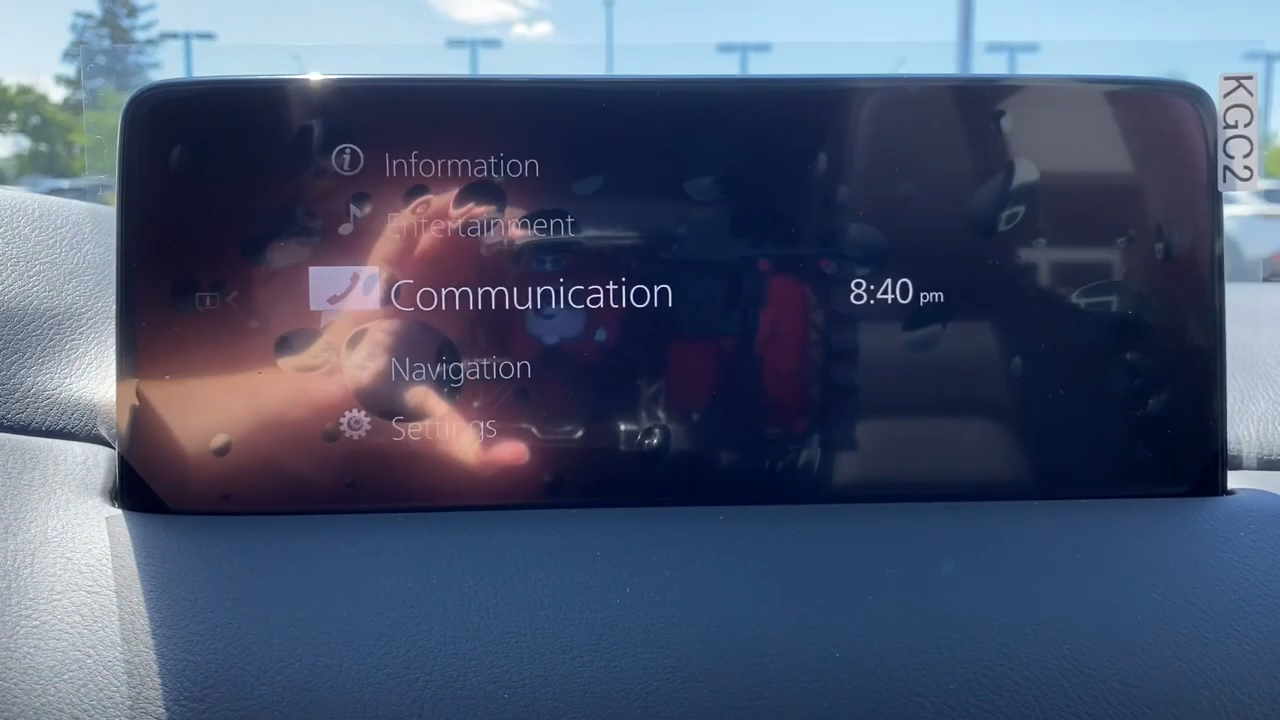 Information
Entertainment
Communication
8:40 pm
Navigation
Settings
KGC2